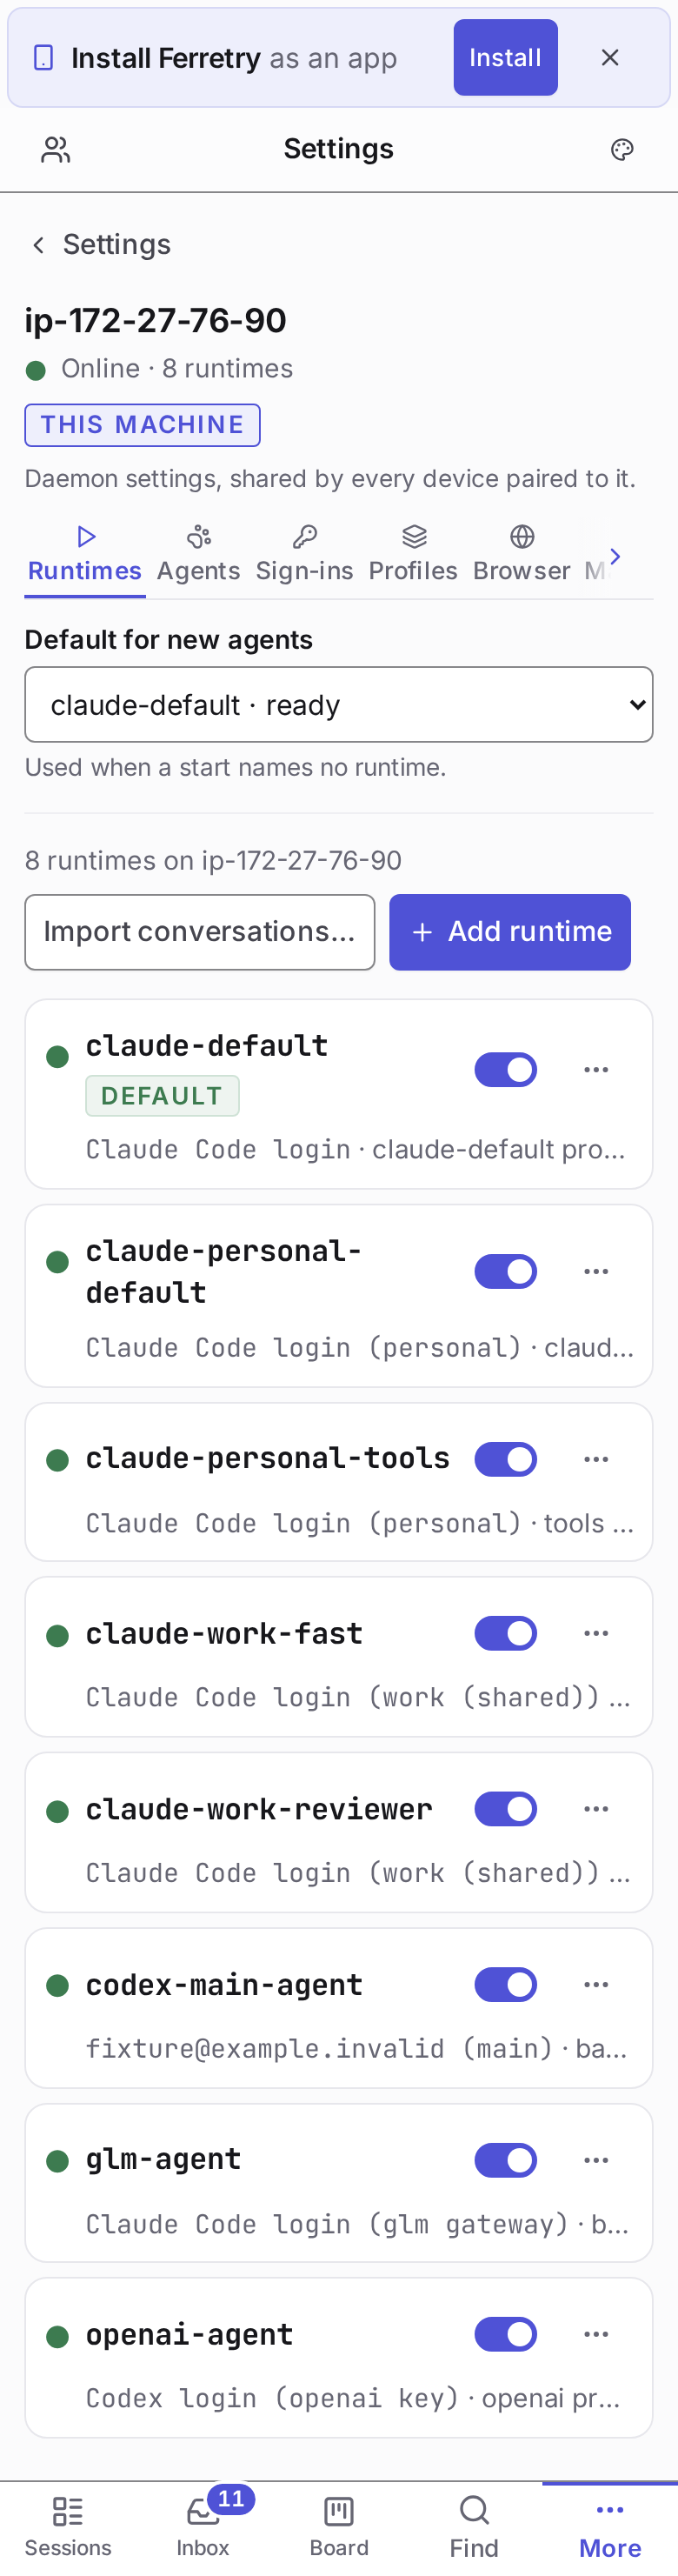 Install Ferretry as an app
Install
Settings
Settings
ip-172-27-76-90
Online · 8 runtimes
THIS MACHINE
Daemon settings, shared by every device paired to it.
Runtimes Agents Sign-ins Profiles Browser M
Default for new agents
claude-default · ready
Used when a start names no runtime.
8 runtimes on ip-172-27-76-90
Import conversations...
+ Add runtime
claude-default
DEFAULT
Claude Code login · claude-default pro...
claude-personal-
default
Claude Code login (personal) · claud...
claude-personal-tools
Claude Code login (personal) · tools ...
claude-work-fast
Claude Code login (work (shared)) ...
claude-work-reviewer
Claude Code login (work (shared)) ...
codex-main-agent
fixture@example.invalid (main) · ba...
glm-agent
Claude Code login (glm gateway) · b...
openai-agent
Codex login (openai key) · openai pr...
11
Sessions Inbox Board Find More